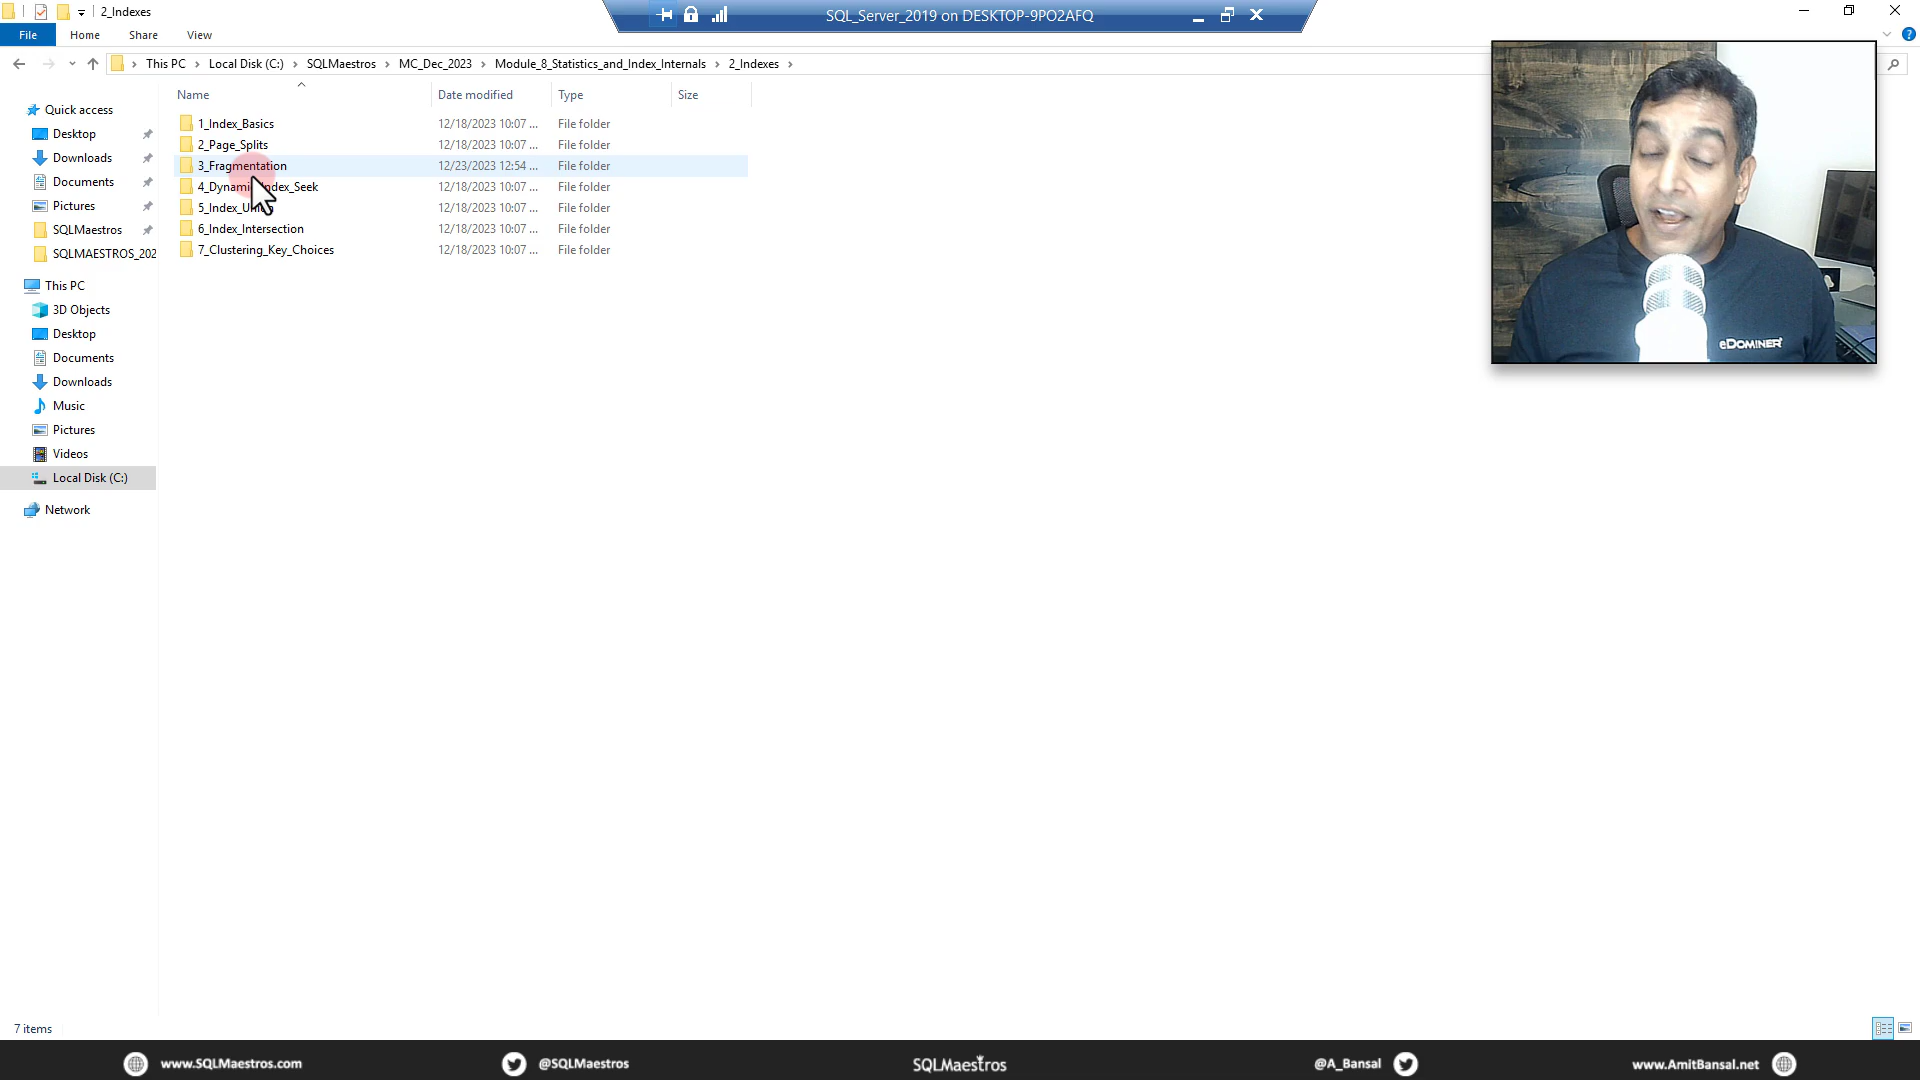 2_Indexes
SQL_Server_2019 on DESKTOP-9PO2AFQ
File Home Share View
This PC Local Disk (C:) SQLMaestros MC_Dec_2023 Module_8_Statistics_and_Index_Internals 2_Indexes
Name Date modified Type Size
Quick access
Desktop
Downloads
Documents
Pictures
SQLMaestros
SQLMAESTROS_202
This PC
3D Objects
Desktop
Documents
Downloads
Music
Pictures
Videos
Local Disk (C:)
Network
1_Index_Basics 12/18/2023 10:07 ... File folder
2_Page_Splits 12/18/2023 10:07 ... File folder
3_Fragmentation 12/23/2023 12:54 ... File folder
4_Dynamic_Index_Seek 12/18/2023 10:07 ... File folder
12/18/2023 10:07 ... File folder
6_Index_Intersection 12/18/2023 10:07 ... File folder
7_Clustering_Key_Choices 12/18/2023 10:07 ... File folder
eDOMINER
7 items
www.SQLMaestros.com @SQLMaestros SQLMaestros @A_Bansal www.AmitBansal.net